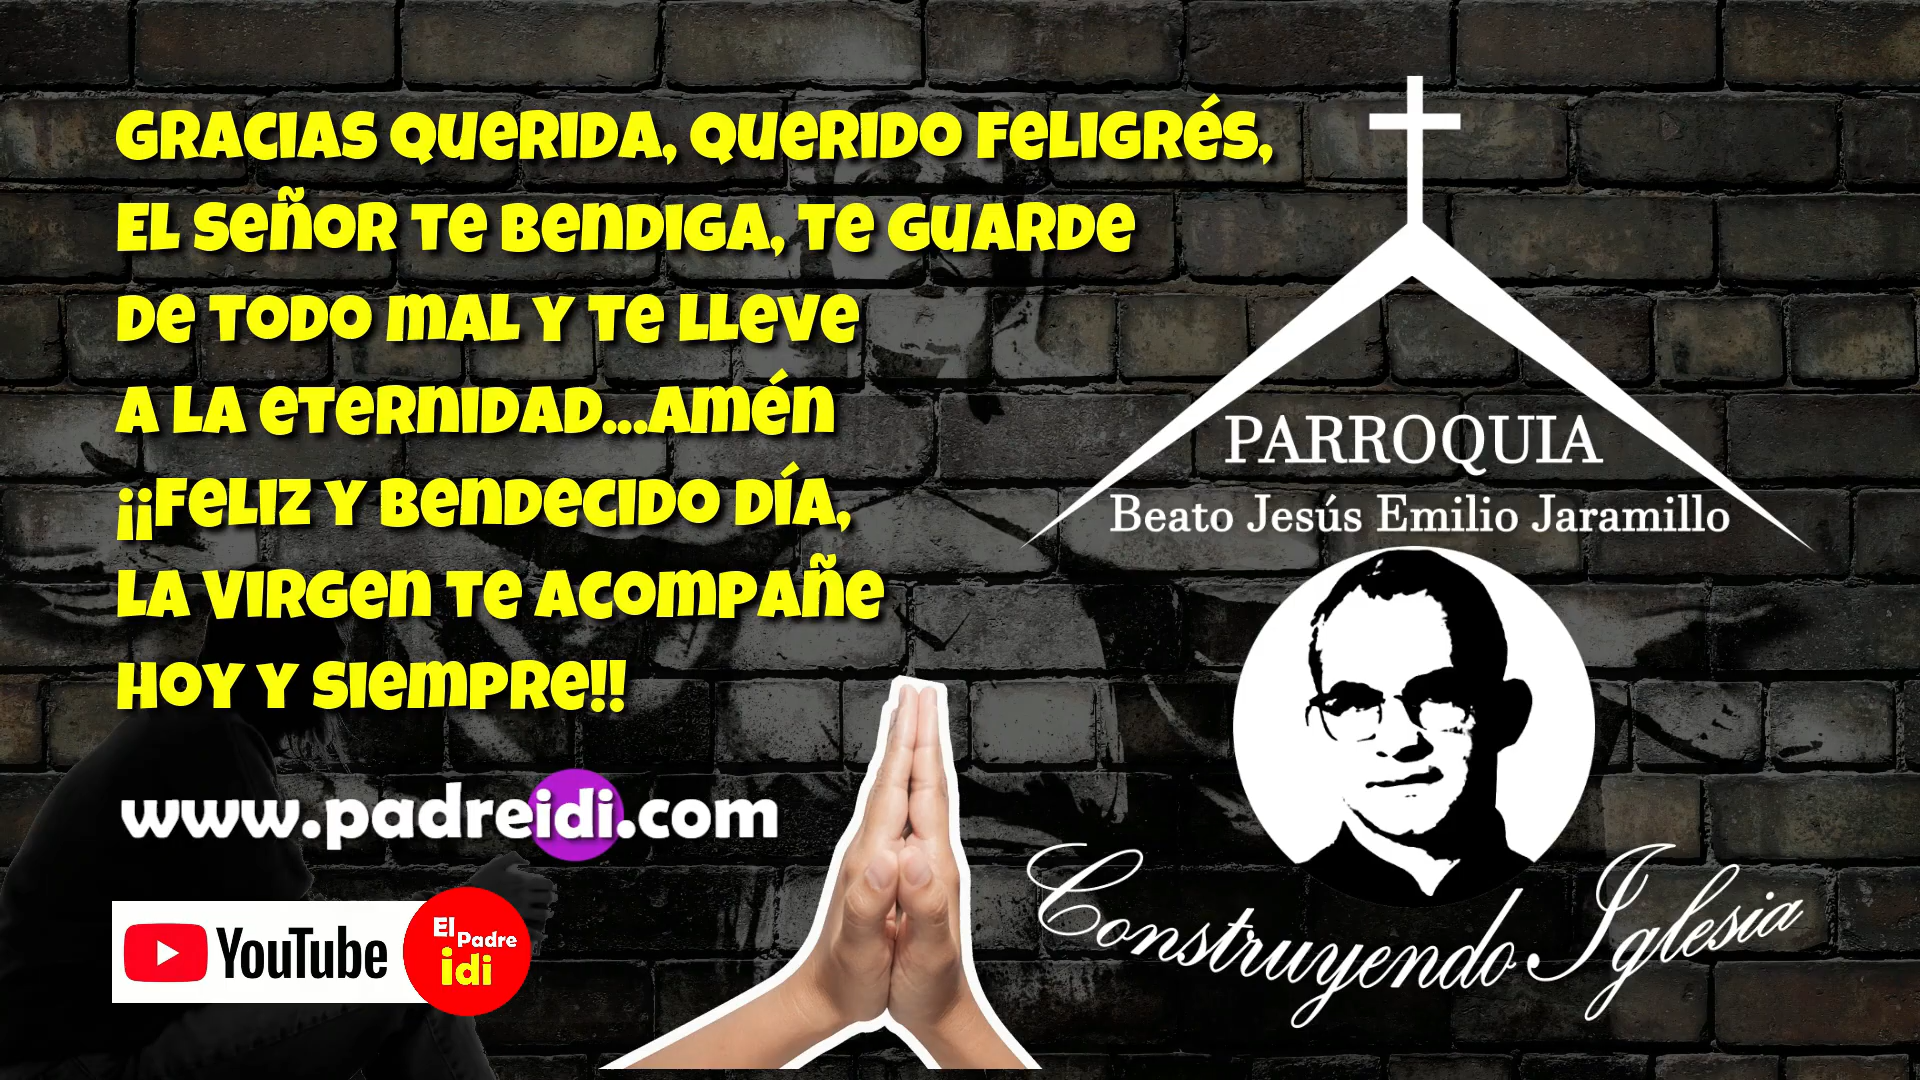 Gracias querida, querido feligrés,
el Señor te bendiga, te guarde
de todo mal y te lleve
a la eternidad...Amén
¡¡Feliz y bendecido día,
la Virgen te acompañe
hoy y siempre!!
www.padreidi.com
YouTube
El Padre
idi
PARROQUIA
Beato Jesús Emilio Jaramillo
Construyendo Iglesia